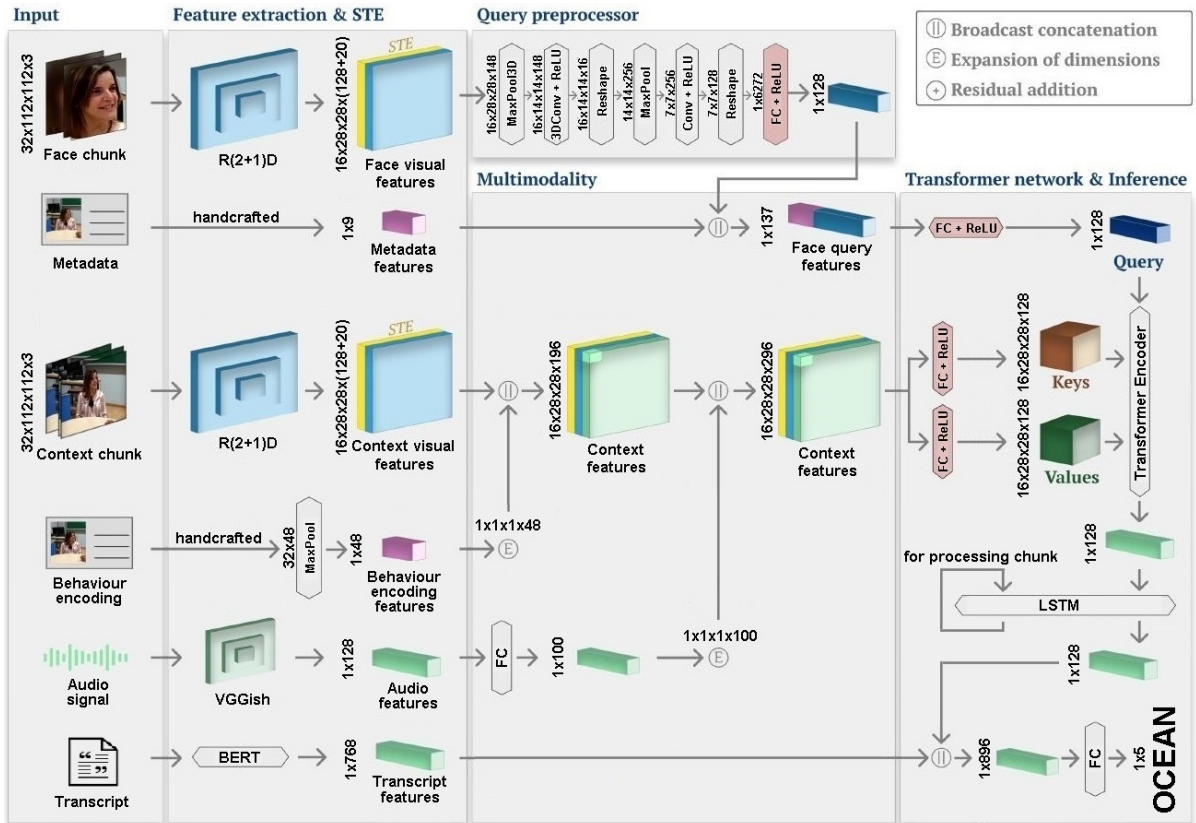 Input
Feature extraction & STE
Query preprocessor
|| Broadcast concatenation
E Expansion of dimensions
+ Residual addition
32x112x112x3
Face chunk
R(2+1)D
16x28x28x(128+20)
STE
Face visual
features
16x28x28x148
MaxPool3D
16x14x14x148
3DConv + ReLU
16x14x14x16
Reshape
14x14x256
MaxPool
7x7x256
Conv + ReLU
7x7x128
Reshape
1x6272
FC + ReLU
1x128
Multimodality
Transformer network & Inference
Metadata
handcrafted
1x9
Metadata
features
||
1x137
Face query
features
FC + ReLU
1x128
Query
32x112x112x3
Context chunk
R(2+1)D
16x28x28x(128+20)
STE
Context visual
features
||
16x28x28x196
Context
features
||
16x28x28x296
Context
features
FC + ReLU
16x28x28x128
Keys
FC + ReLU
16x28x28x128
Values
Transformer Encoder
Behaviour
encoding
handcrafted
32x48
MaxPool
1x48
Behaviour
encoding
features
1x1x1x48
E
1x128
for processing chunk
LSTM
1x128
Audio
signal
VGGish
1x128
Audio
features
FC
1x100
1x1x1x100
E
Transcript
BERT
1x768
Transcript
features
||
1x896
FC
1x5
OCEAN